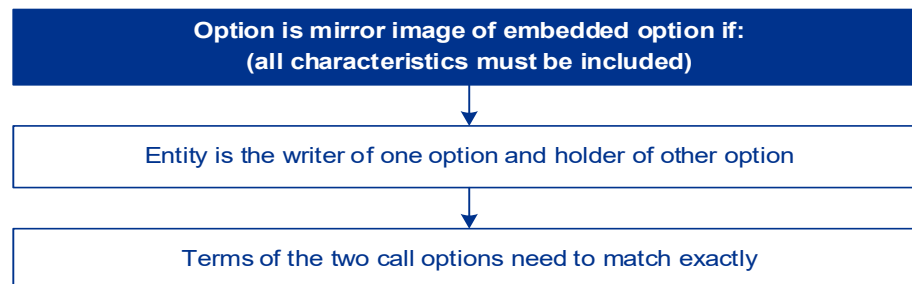 Option is mirror image of embedded option if:
(all characteristics must be included)
Entity is the writer of one option and holder of other option
Terms of the two call options need to match exactly